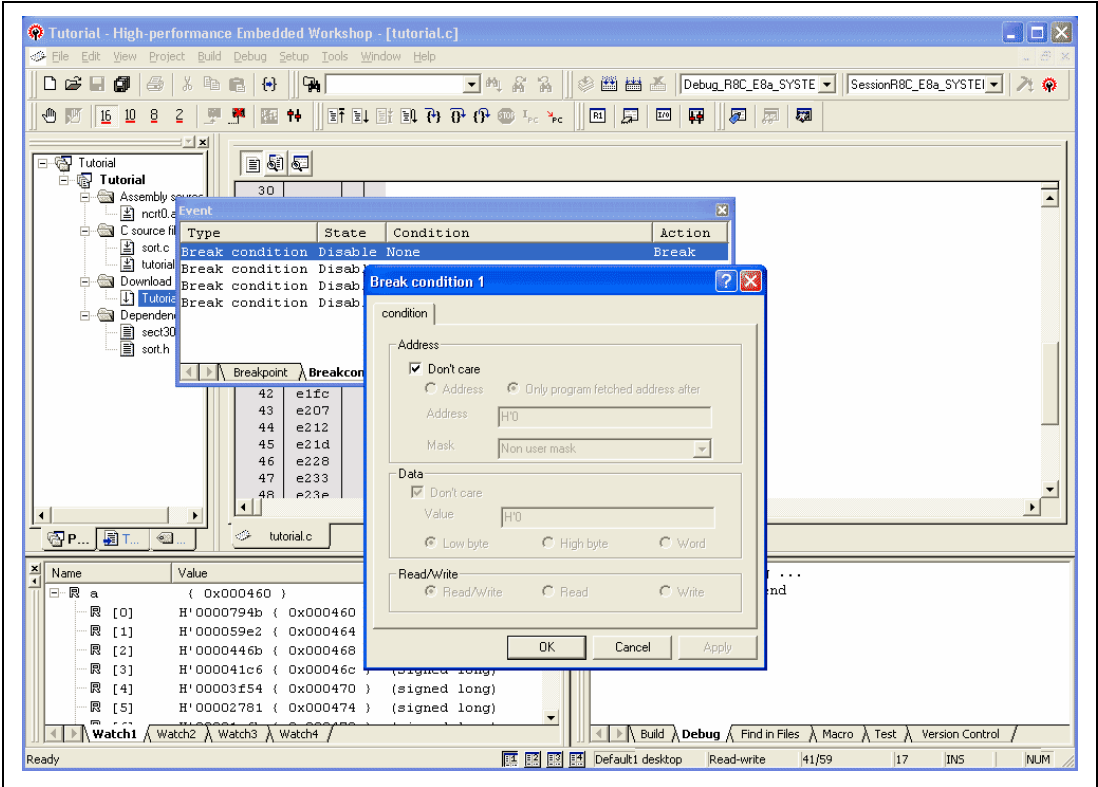 Tutorial - High-performance Embedded Workshop - [tutorial.c]
File Edit View Project Build Debug Setup Tools Window Help
Debug_R8C_E8a_SYSTE SessionR8C_E8a_SYSTEI
16 10 8 2
Tutorial
Tutorial
Assembly source
ncrt0.a
C source fil
sort.c
tutorial
Download
Tutoria
Dependen
sect30
sort.h
P... T... ...
30
42 e1fc
43 e207
44 e212
45 e21d
46 e228
47 e233
48 e23e
tutorial.c
Event
Type State Condition Action
Break condition Disable None Break
Break condition Disab
Break condition Disab
Break condition Disab
Breakpoint Breakcon
Break condition 1
condition
Address
Don't care
Address Only program fetched address after
Address H'0
Mask Non user mask
Data
Don't care
Value H'0
Low byte High byte Word
Read/Write
Read/Write Read Write
OK Cancel Apply
Name Value
a { 0x000460 }
[0] H'0000794b { 0x000460
[1] H'000059e2 { 0x000464
[2] H'0000446b { 0x000468
[3] H'000041c6 { 0x00046c } (signed long)
[4] H'00003f54 { 0x000470 } (signed long)
[5] H'00002781 { 0x000474 } (signed long)
Watch1 Watch2 Watch3 Watch4
...
nd
Build Debug Find in Files Macro Test Version Control
Ready Default1 desktop Read-write 41/59 17 INS NUM